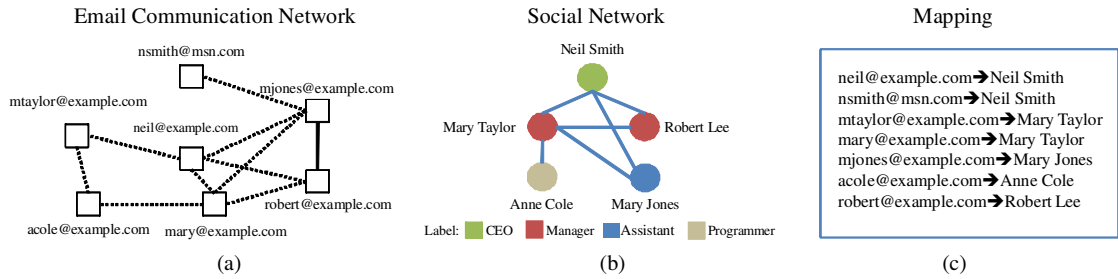 Email Communication Network
nsmith@msn.com
mjones@example.com
mtaylor@example.com
neil@example.com
robert@example.com
acole@example.com
mary@example.com
(a)
Social Network
Neil Smith
Mary Taylor
Robert Lee
Anne Cole
Mary Jones
Label: CEO Manager Assistant Programmer
(b)
Mapping
neil@example.com➔Neil Smith
nsmith@msn.com➔Neil Smith
mtaylor@example.com➔Mary Taylor
mary@example.com➔Mary Taylor
mjones@example.com➔Mary Jones
acole@example.com➔Anne Cole
robert@example.com➔Robert Lee
(c)